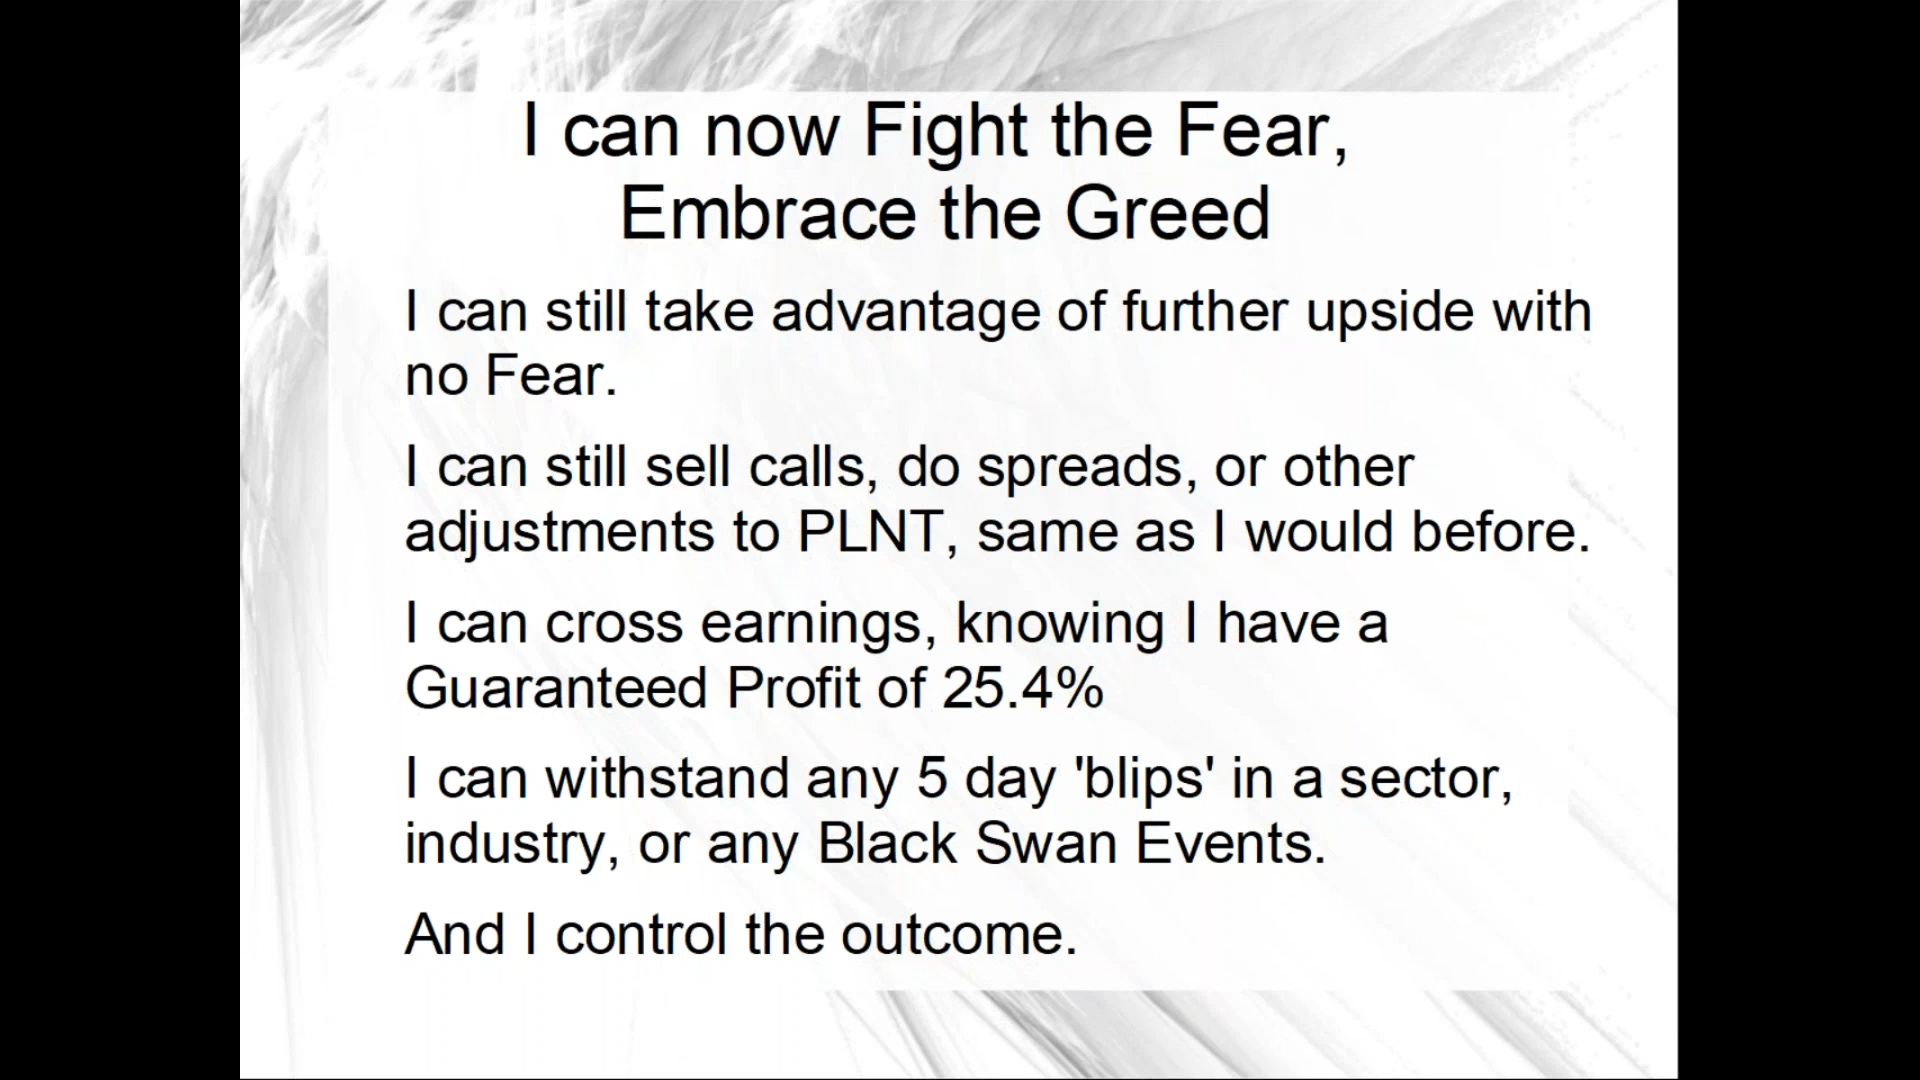 I can now Fight the Fear,
Embrace the Greed
I can still take advantage of further upside with
no Fear.
I can still sell calls, do spreads, or other
adjustments to PLNT, same as I would before.
I can cross earnings, knowing I have a
Guaranteed Profit of 25.4%
I can withstand any 5 day 'blips' in a sector,
industry, or any Black Swan Events.
And I control the outcome.